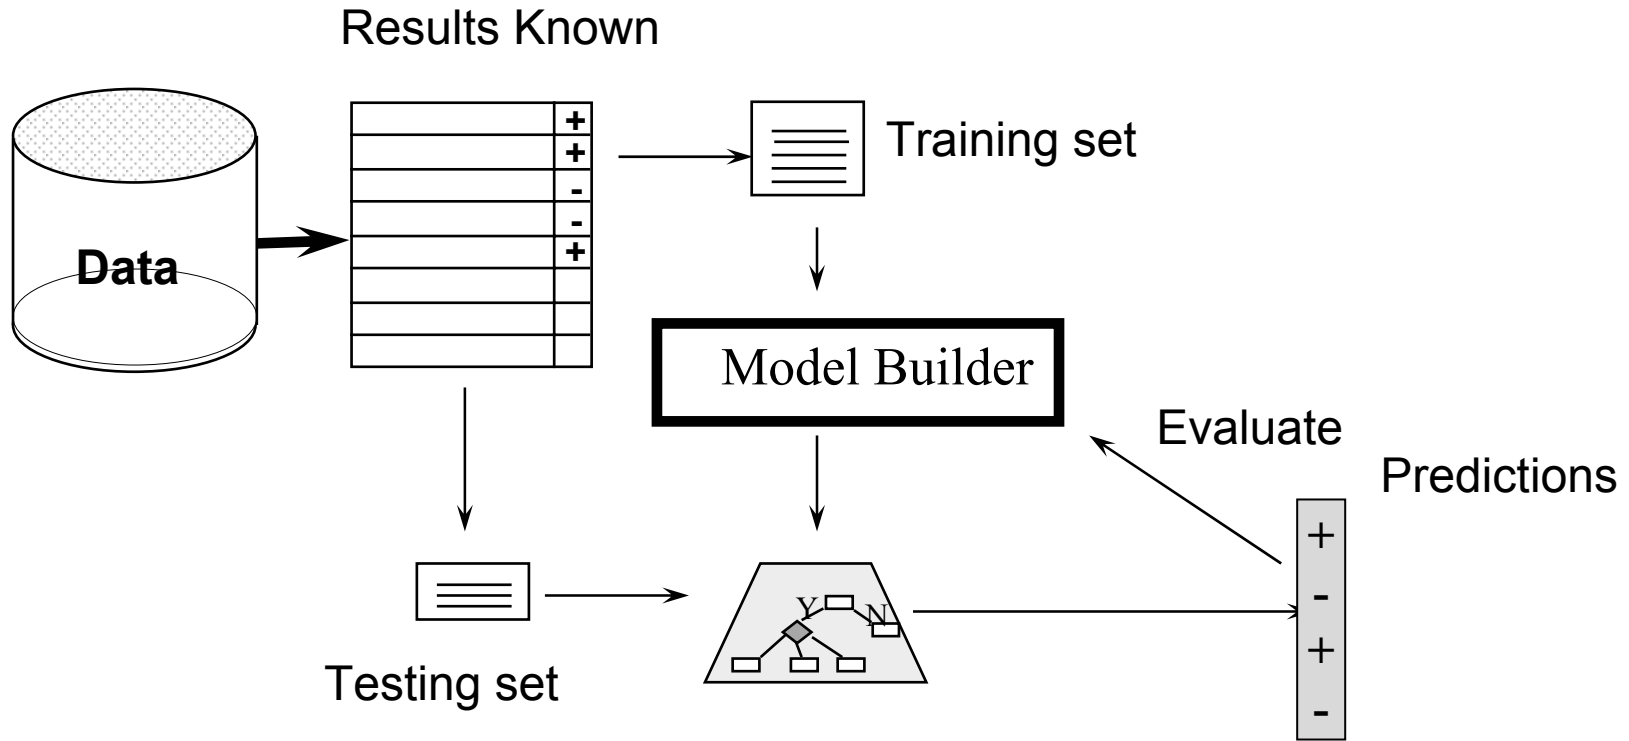 Results Known
+
+
-
-
+
Training set
Data
Model Builder
Evaluate
Predictions
+
-
+
-
Y
N
Testing set